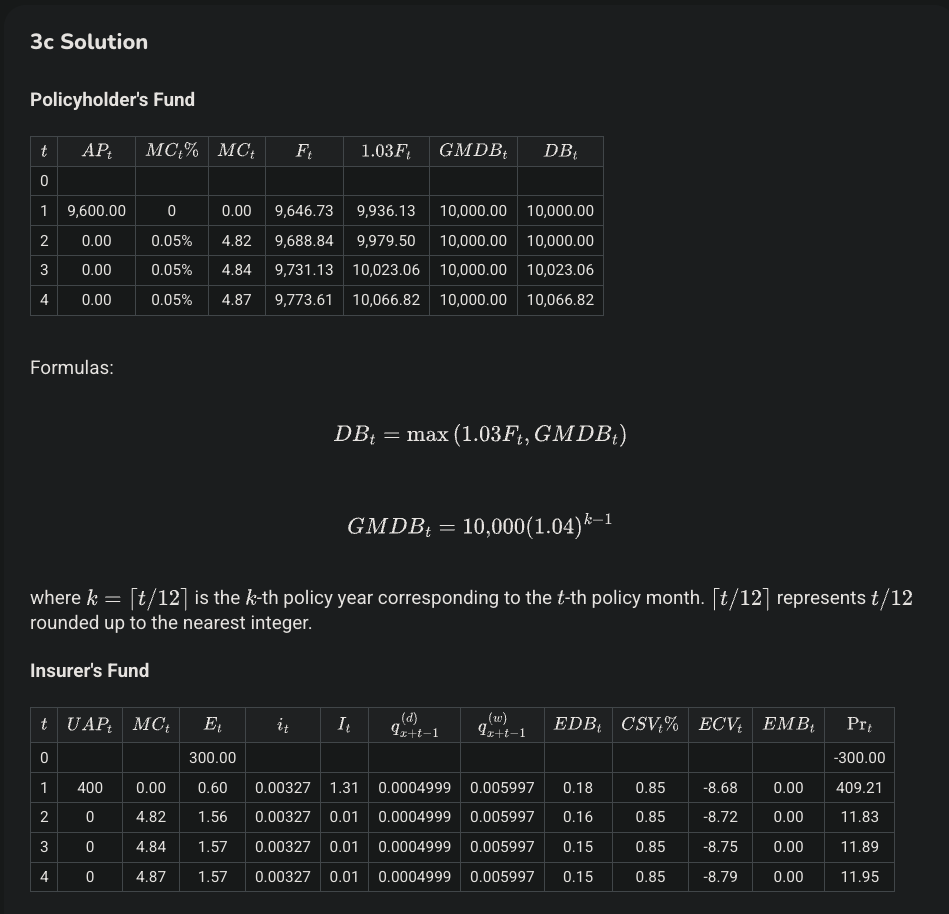 3c Solution
Policyholder's Fund
t AP_t MC_t% MC_t F_t 1.03F_t GMDB_t DB_t
0
1 9,600.00 0 0.00 9,646.73 9,936.13 10,000.00 10,000.00
2 0.00 0.05% 4.82 9,688.84 9,979.50 10,000.00 10,000.00
3 0.00 0.05% 4.84 9,731.13 10,023.06 10,000.00 10,023.06
4 0.00 0.05% 4.87 9,773.61 10,066.82 10,000.00 10,066.82
Formulas:
DB_t = max (1.03F_t, GMDB_t)
GMDB_t = 10,000(1.04)^{k−1}
where k = ⌈t/12⌉ is the k-th policy year corresponding to the t-th policy month. ⌈t/12⌉ represents t/12
rounded up to the nearest integer.
Insurer's Fund
t UAP_t MC_t E_t i_t I_t q^{(d)}_{x+t−1} q^{(w)}_{x+t−1} EDB_t CSV_t% ECV_t EMB_t Pr_t
0 300.00 -300.00
1 400 0.00 0.60 0.00327 1.31 0.0004999 0.005997 0.18 0.85 -8.68 0.00 409.21
2 0 4.82 1.56 0.00327 0.01 0.0004999 0.005997 0.16 0.85 -8.72 0.00 11.83
3 0 4.84 1.57 0.00327 0.01 0.0004999 0.005997 0.15 0.85 -8.75 0.00 11.89
4 0 4.87 1.57 0.00327 0.01 0.0004999 0.005997 0.15 0.85 -8.79 0.00 11.95